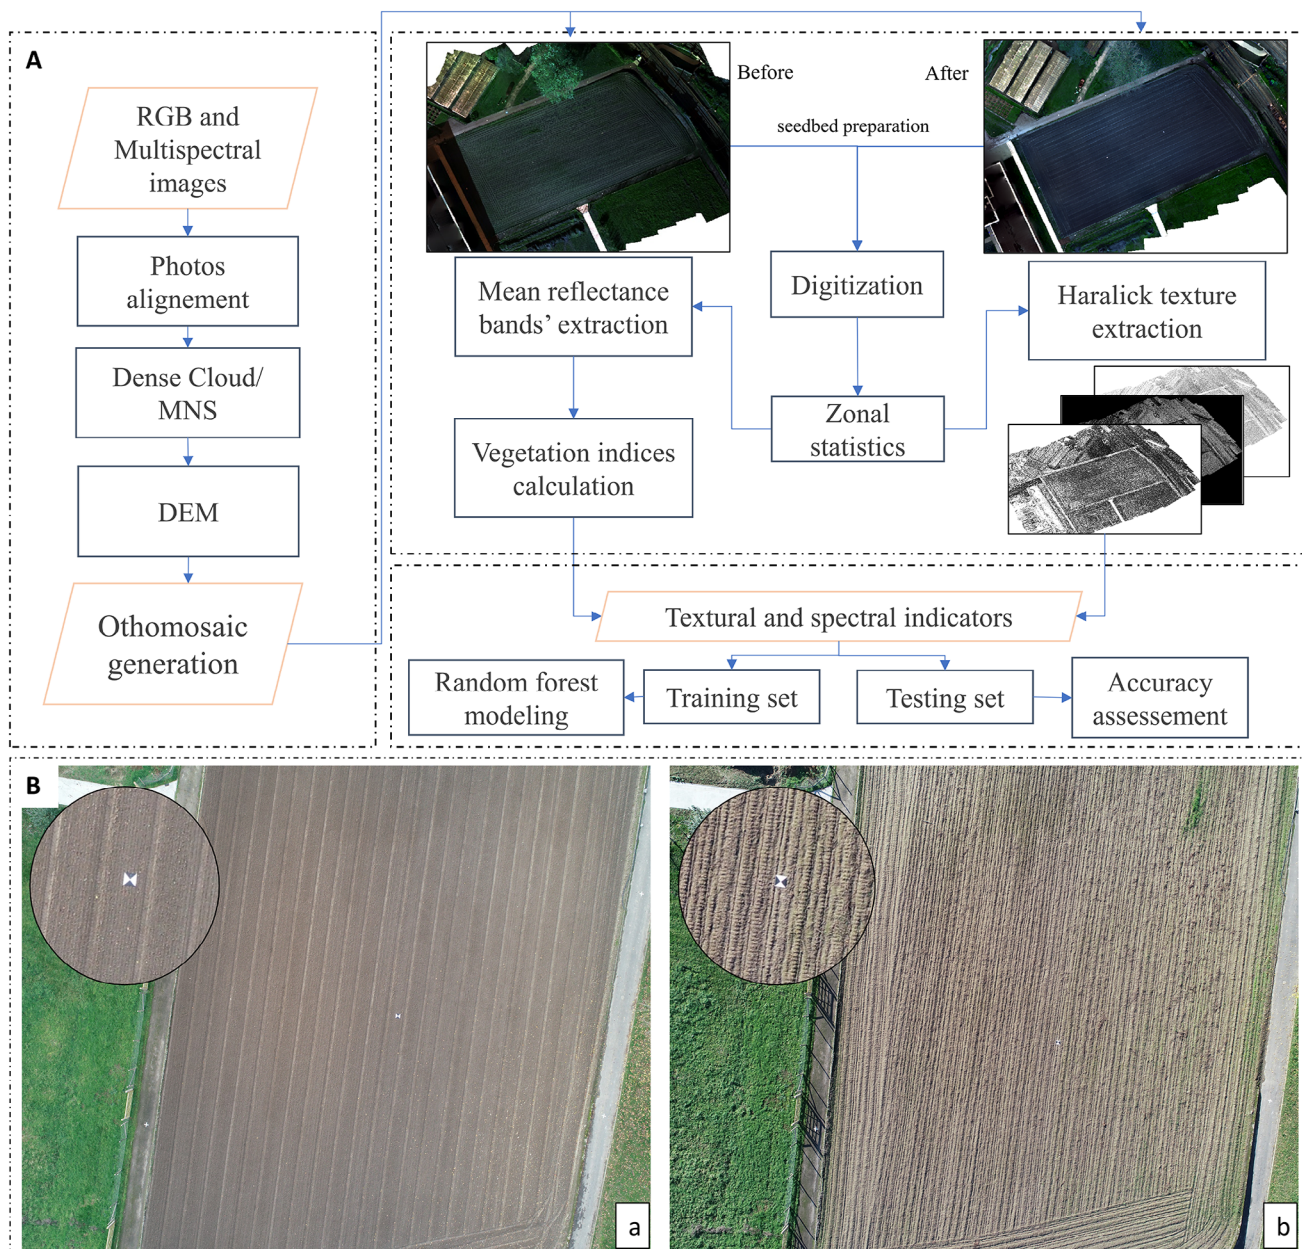 A
RGB and
Multispectral
images
Photos
alignement
Dense Cloud/
MNS
DEM
Othomosaic
generation
Before
After
seedbed preparation
Mean reflectance
bands’ extraction
Digitization
Haralick texture
extraction
Zonal
statistics
Vegetation indices
calculation
Textural and spectral indicators
Random forest
modeling
Training set
Testing set
Accuracy
assessement
B
a
b